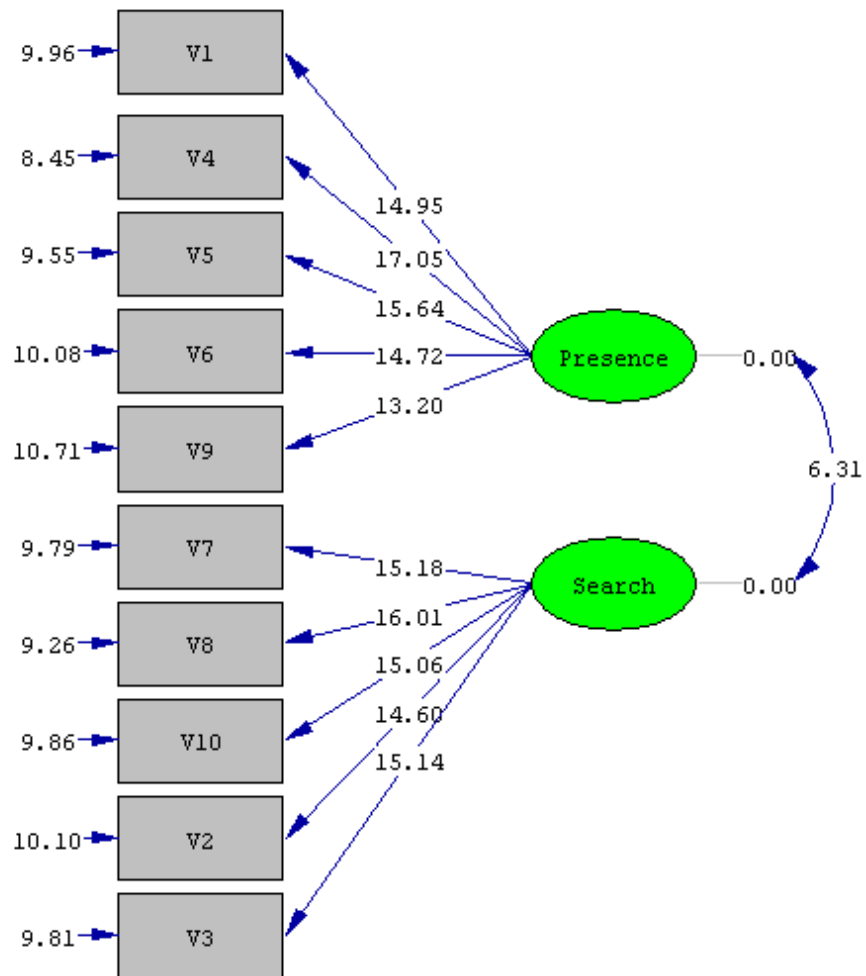 9.96 V1
8.45 V4
14.95
9.55 V5
17.05
15.64
10.08 V6
14.72
Presence 0.00
13.20
10.71 V9
6.31
9.79 V7
15.18
Search 0.00
16.01
9.26 V8
15.06
14.60
9.86 V10
15.14
10.10 V2
9.81 V3